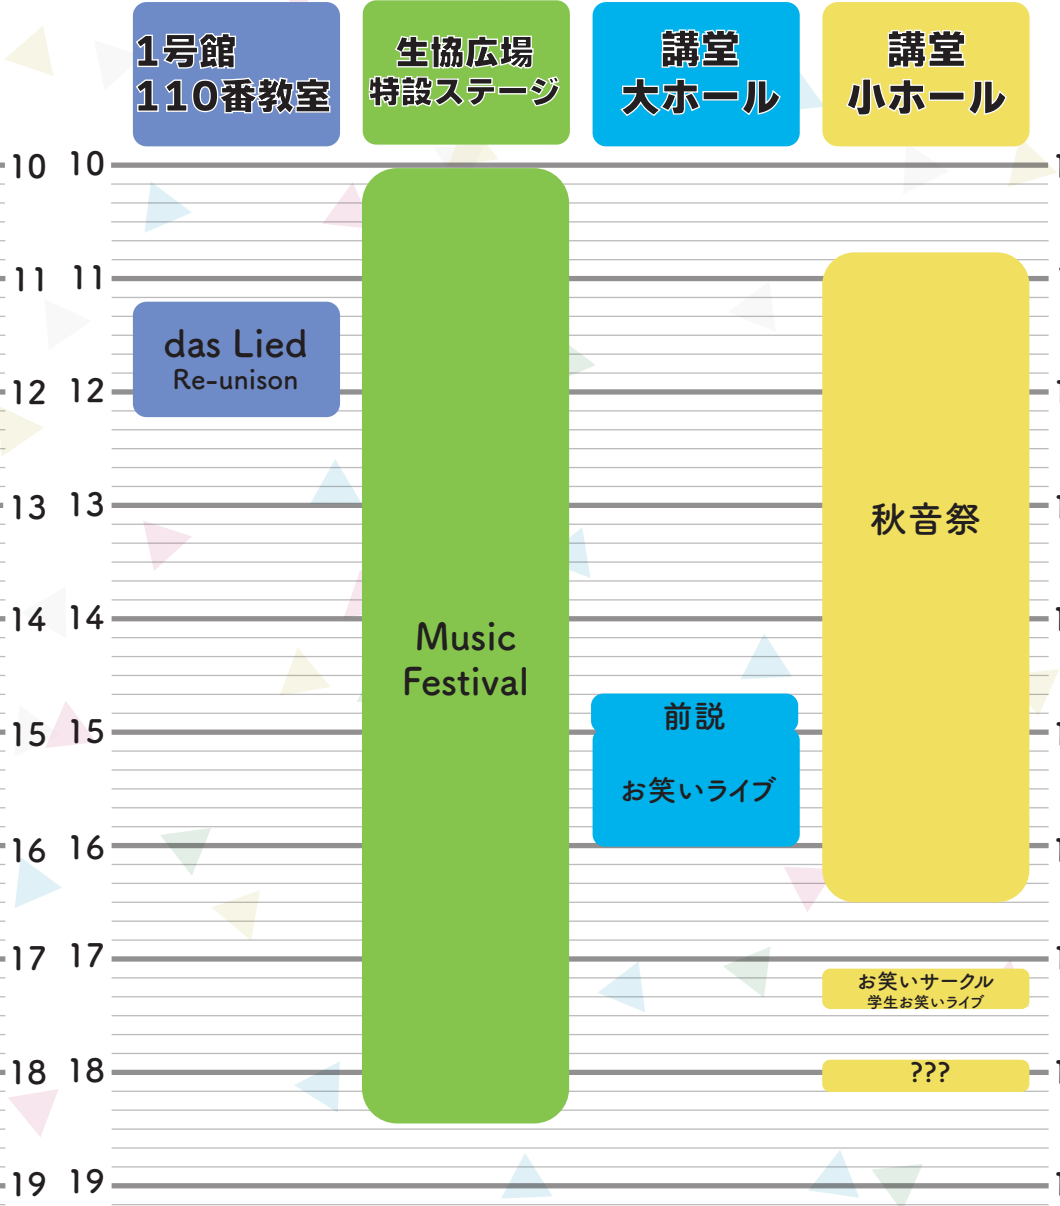 1号館
110番教室
生協広場
特設ステージ
講堂
大ホール
講堂
小ホール
10 10
11 11
das Lied
Re-unison
12 12
13 13
秋音祭
14 14
Music
Festival
前説
15 15
お笑いライブ
16 16
17 17
お笑いサークル
学生お笑いライブ
18 18
???
19 19